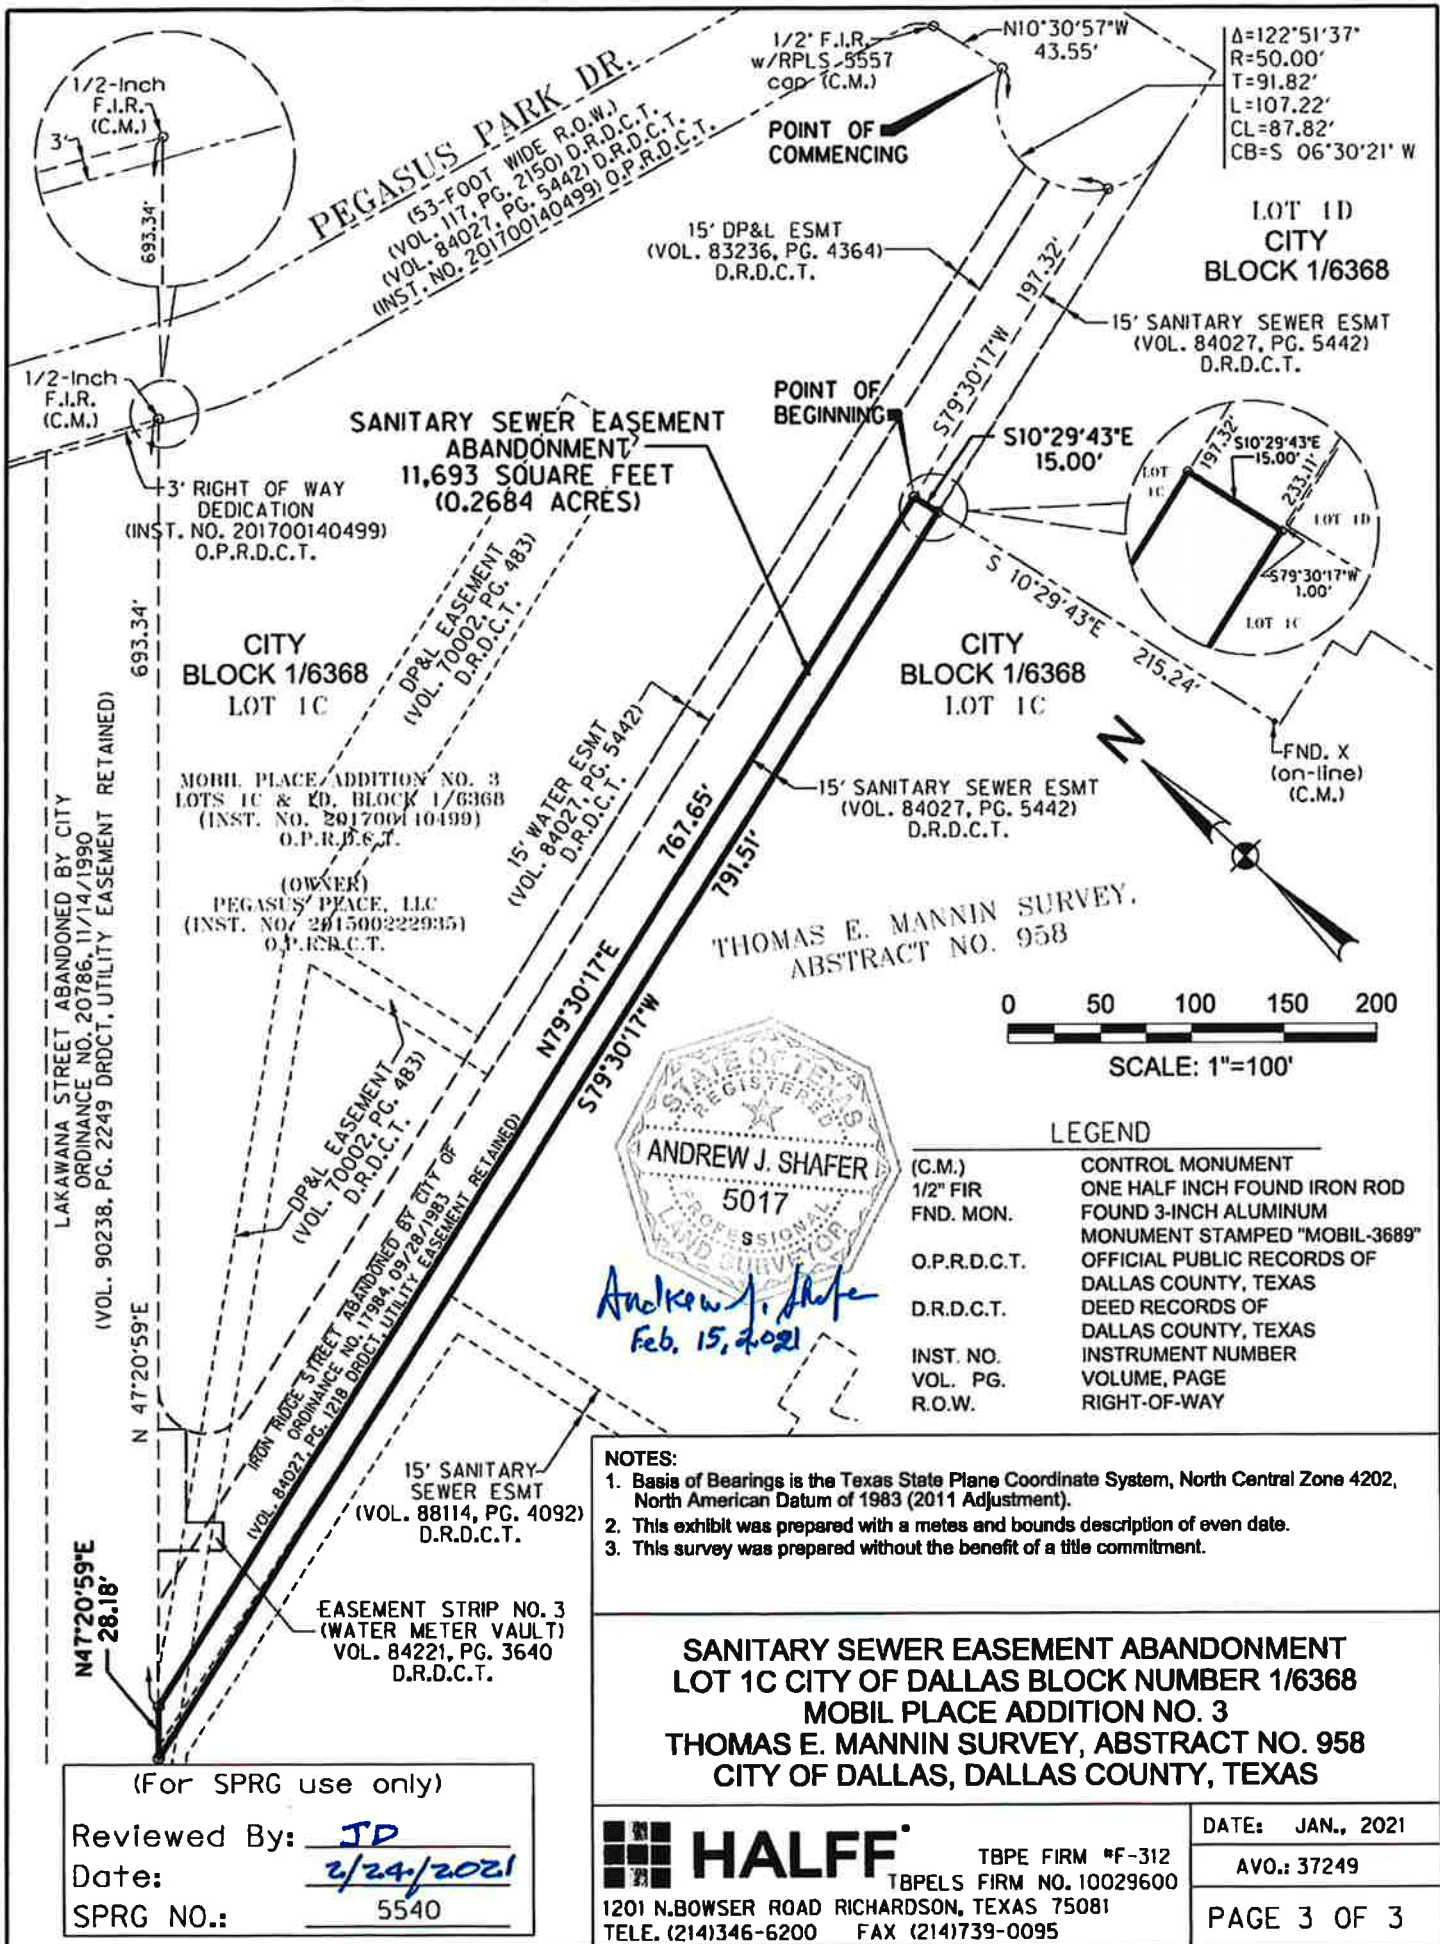 1/2" F.I.R.
w/RPLS-5557
cap (C.M.)
N10°30'57"W
43.55'
Δ=122°51'37"
R=50.00'
T=91.82'
L=107.22'
CL=87.82'
CB=S 06°30'21" W
1/2-Inch
F.I.R.
(C.M.)
3'
693.34'
PEGASUS PARK DR.
(53-FOOT WIDE R.O.W.)
(VOL. 117, PG. 2150) D.R.D.C.T.
(VOL. 84027, PG. 5442) D.R.D.C.T.
(INST. NO. 201700140499) O.P.R.D.C.T.
POINT OF
COMMENCING
15' DP&L ESMT
(VOL. 83236, PG. 4364)
D.R.D.C.T.
LOT 1D
CITY
BLOCK 1/6368
197.32'
S79°30'17"W
15' SANITARY SEWER ESMT
(VOL. 84027, PG. 5442)
D.R.D.C.T.
1/2-Inch
F.I.R.
(C.M.)
POINT OF
BEGINNING
SANITARY SEWER EASEMENT
ABANDONMENT
11,693 SQUARE FEET
(0.2684 ACRES)
S10°29'43"E
15.00'
197.32'
S10°29'43"E
15.00'
233.11'
LOT
1C
LOT 1D
S79°30'17"W
1.00'
LOT 1C
3' RIGHT OF WAY
DEDICATION
(INST. NO. 201700140499)
O.P.R.D.C.T.
DP&L EASEMENT
(VOL. 70002, PG. 483)
D.R.D.C.T.
S 10°29'43"E
215.24'
693.34'
CITY
BLOCK 1/6368
LOT 1C
CITY
BLOCK 1/6368
LOT 1C
FND. X
(on-line)
(C.M.)
N
MOBIL PLACE ADDITION NO. 3
LOTS 1C & 1D, BLOCK 1/6368
(INST. NO. 201700140499)
O.P.R.D.C.T.
15' WATER ESMT
(VOL. 84027, PG. 5442)
D.R.D.C.T.
767.65'
791.51'
15' SANITARY SEWER ESMT
(VOL. 84027, PG. 5442)
D.R.D.C.T.
(OWNER)
PEGASUS PLACE, LLC
(INST. NO. 201500222935)
O.P.R.D.C.T.
THOMAS E. MANNIN SURVEY,
ABSTRACT NO. 958
LAKAWANA STREET ABANDONED BY CITY
ORDINANCE NO. 20786, 11/14/1990
(VOL. 90238, PG. 2249 DRDCT, UTILITY EASEMENT RETAINED)
N79°30'17"E
S79°30'17"W
0 50 100 150 200
SCALE: 1"=100'
DP&L EASEMENT
(VOL. 70002, PG. 483)
D.R.D.C.T.
STATE OF TEXAS
REGISTERED
ANDREW J. SHAFER
5017
PROFESSIONAL
LAND SURVEYOR
Andrew J. Shafer
Feb. 15, 2021
LEGEND
(C.M.) CONTROL MONUMENT
1/2" FIR ONE HALF INCH FOUND IRON ROD
FND. MON. FOUND 3-INCH ALUMINUM
MONUMENT STAMPED "MOBIL-3689"
O.P.R.D.C.T. OFFICIAL PUBLIC RECORDS OF
DALLAS COUNTY, TEXAS
D.R.D.C.T. DEED RECORDS OF
DALLAS COUNTY, TEXAS
INST. NO. INSTRUMENT NUMBER
VOL. PG. VOLUME, PAGE
R.O.W. RIGHT-OF-WAY
IRON RIDGE STREET ABANDONED BY CITY OF
ORDINANCE NO. 17984, 09/28/1983
(VOL. 84027, PG. 1218 DRDCT, UTILITY EASEMENT RETAINED)
N 47°20'59"E
15' SANITARY
SEWER ESMT
(VOL. 88114, PG. 4092)
D.R.D.C.T.
N47°20'59"E
28.18'
EASEMENT STRIP NO. 3
(WATER METER VAULT)
VOL. 84221, PG. 3640
D.R.D.C.T.
NOTES:
1. Basis of Bearings is the Texas State Plane Coordinate System, North Central Zone 4202,
North American Datum of 1983 (2011 Adjustment).
2. This exhibit was prepared with a metes and bounds description of even date.
3. This survey was prepared without the benefit of a title commitment.
SANITARY SEWER EASEMENT ABANDONMENT
LOT 1C CITY OF DALLAS BLOCK NUMBER 1/6368
MOBIL PLACE ADDITION NO. 3
THOMAS E. MANNIN SURVEY, ABSTRACT NO. 958
CITY OF DALLAS, DALLAS COUNTY, TEXAS
(For SPRG use only)
Reviewed By: JD
Date: 2/24/2021
SPRG NO.: 5540
HALFF
TBPE FIRM #F-312
TBPELS FIRM NO. 10029600
1201 N.BOWSER ROAD RICHARDSON, TEXAS 75081
TELE. (214)346-6200 FAX (214)739-0095
DATE: JAN., 2021
AVO.: 37249
PAGE 3 OF 3